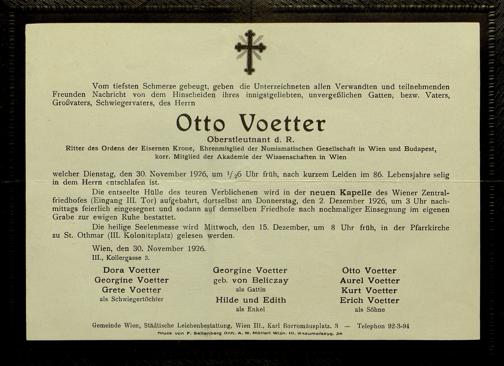 Vom tiefsten Schmerze gebeugt, geben die Unterzeichneten allen Verwandten und teilnehmenden
Freunden Nachricht von dem Hinscheiden ihres innigstgeliebten, unvergeßlichen Gatten, bezw. Vaters,
Großvaters, Schwiegervaters, des Herrn
Otto Voetter
Oberstleutnant d. R.
Ritter des Ordens der Eisernen Krone, Ehrenmitglied der Numismatischen Gesellschaft in Wien und Budapest,
korr. Mitglied der Akademie der Wissenschaften in Wien
welcher Dienstag, den 30. November 1926, um ½6 Uhr früh, nach kurzem Leiden im 86. Lebensjahre selig
in dem Herrn entschlafen ist.
Die entseelte Hülle des teuren Verblichenen wird in der neuen Kapelle des Wiener Zentral-
friedhofes (Eingang III. Tor) aufgebahrt, dortselbst am Donnerstag, den 2. Dezember 1926, um 3 Uhr nach-
mittags feierlich eingesegnet und sodann auf demselben Friedhofe nach nochmaliger Einsegnung im eigenen
Grabe zur ewigen Ruhe bestattet.
Die heilige Seelenmesse wird Mittwoch, den 15. Dezember, um 8 Uhr früh, in der Pfarrkirche
zu St. Othmar (III. Kolonitzplatz) gelesen werden.
Wien, den 30. November 1926.
III., Kollergasse 3.
Dora Voetter
Georgine Voetter
Grete Voetter
als Schwiegertöchter
Georgine Voetter
geb. von Beliczay
als Gattin
Hilde und Edith
als Enkel
Otto Voetter
Aurel Voetter
Kurt Voetter
Erich Voetter
als Söhne
Gemeinde Wien, Städtische Leichenbestattung, Wien III., Karl Borromäusplatz. 3 — Telephon 92-3-94
Druck von F. Seitenberg